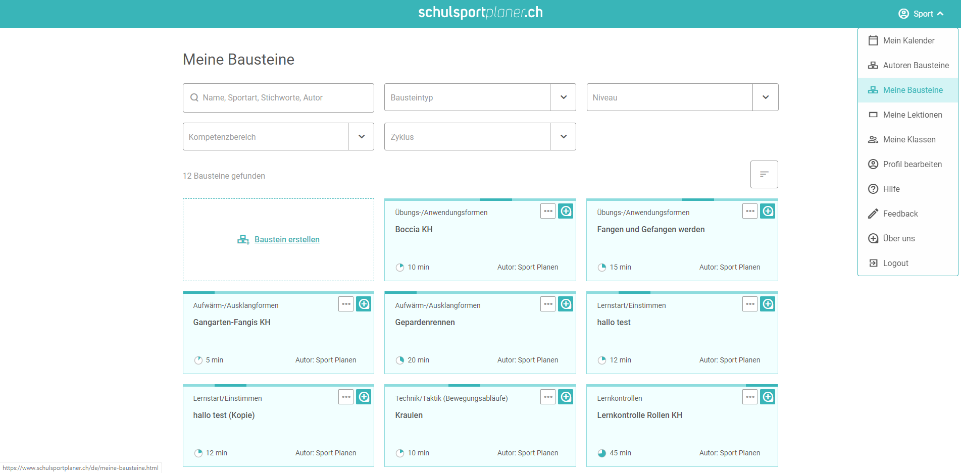 schulsportplaner.ch
Sport
Mein Kalender
Autoren Bausteine
Meine Bausteine
Meine Lektionen
Meine Klassen
Profil bearbeiten
Hilfe
Feedback
Über uns
Logout
Meine Bausteine
Name, Sportart, Stichworte, Autor
Bausteintyp
Niveau
Kompetenzbereich
Zyklus
12 Bausteine gefunden
Baustein erstellen
Übungs-/Anwendungsformen
Boccia KH
10 min
Autor: Sport Planen
Übungs-/Anwendungsformen
Fangen und Gefangen werden
15 min
Autor: Sport Planen
Aufwärm-/Ausklangformen
Gangarten-Fangis KH
5 min
Autor: Sport Planen
Aufwärm-/Ausklangformen
Gepardenrennen
20 min
Autor: Sport Planen
Lernstart/Einstimmen
hallo test
12 min
Autor: Sport Planen
Lernstart/Einstimmen
hallo test (Kopie)
12 min
Autor: Sport Planen
Technik/Taktik (Bewegungsabläufe)
Kraulen
10 min
Autor: Sport Planen
Lernkontrollen
Lernkontrolle Rollen KH
45 min
Autor: Sport Planen
https://www.schulsportplaner.ch/de/meine-bausteine.html